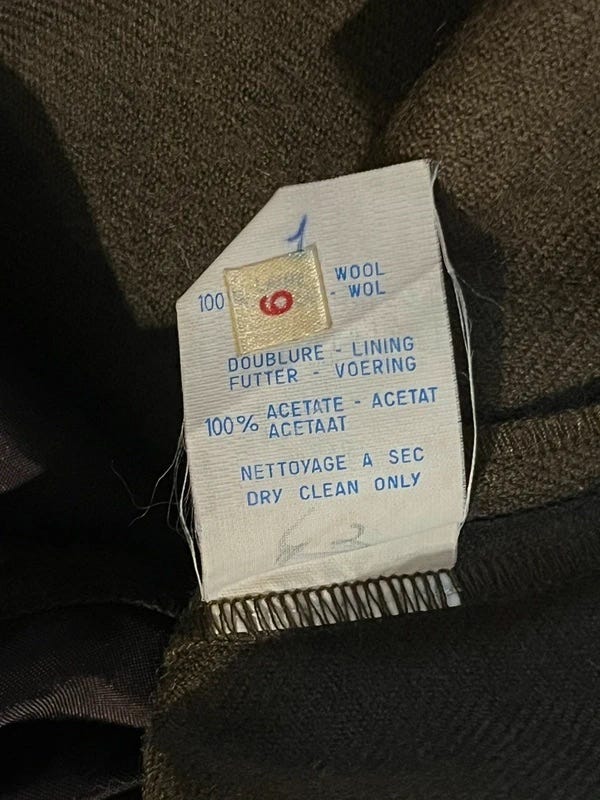 1
100 WOOL
6 - WOL
DOUBLURE - LINING
FUTTER - VOERING
100% ACETATE - ACETAT
ACETAAT
NETTOYAGE A SEC
DRY CLEAN ONLY